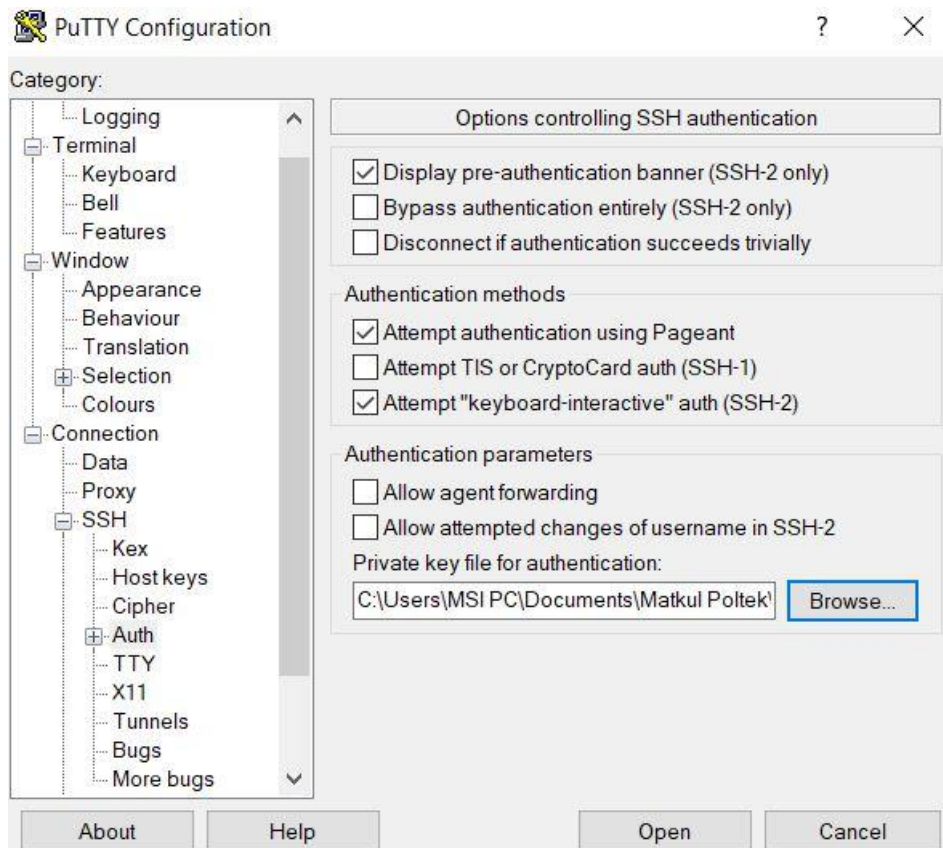 PuTTY Configuration
Category:
Logging
Terminal
Keyboard
Bell
Features
Window
Appearance
Behaviour
Translation
Selection
Colours
Connection
Data
Proxy
SSH
Kex
Host keys
Cipher
Auth
TTY
X11
Tunnels
Bugs
More bugs
Options controlling SSH authentication
Display pre-authentication banner (SSH-2 only)
Bypass authentication entirely (SSH-2 only)
Disconnect if authentication succeeds trivially
Authentication methods
Attempt authentication using Pageant
Attempt TIS or CryptoCard auth (SSH-1)
Attempt "keyboard-interactive" auth (SSH-2)
Authentication parameters
Allow agent forwarding
Allow attempted changes of username in SSH-2
Private key file for authentication:
C:\Users\MSI PC\Documents\Matkul Poltek\
Browse...
About
Help
Open
Cancel